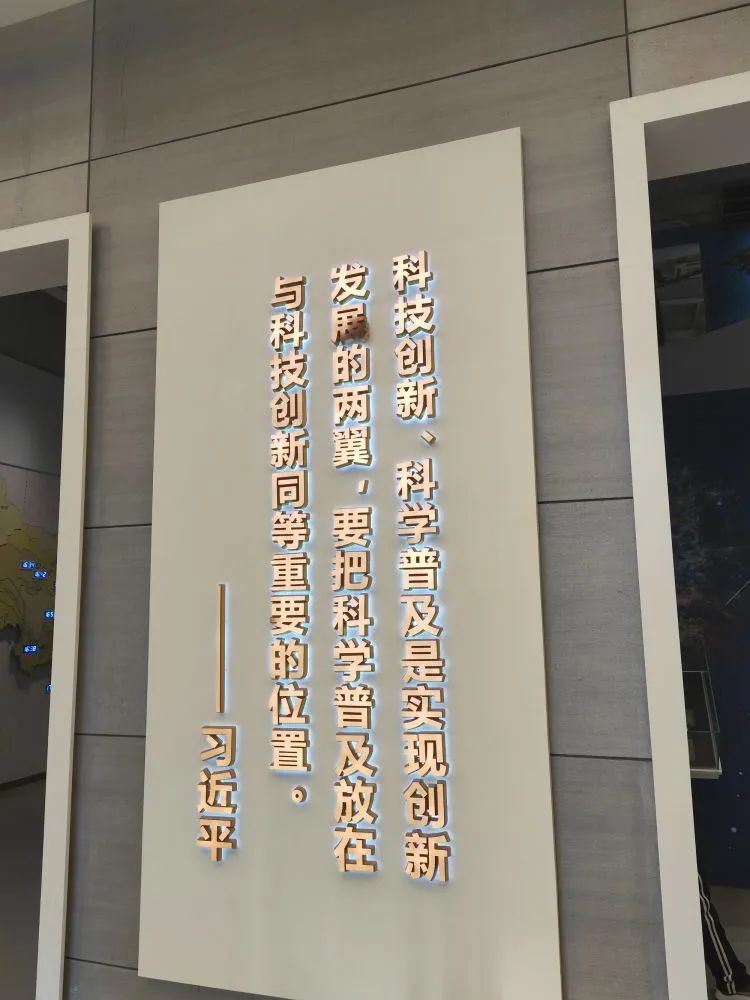 科技创新、科学普及是实现创新
发展的两翼，要把科学普及放在
与科技创新同等重要的位置。
——习近平